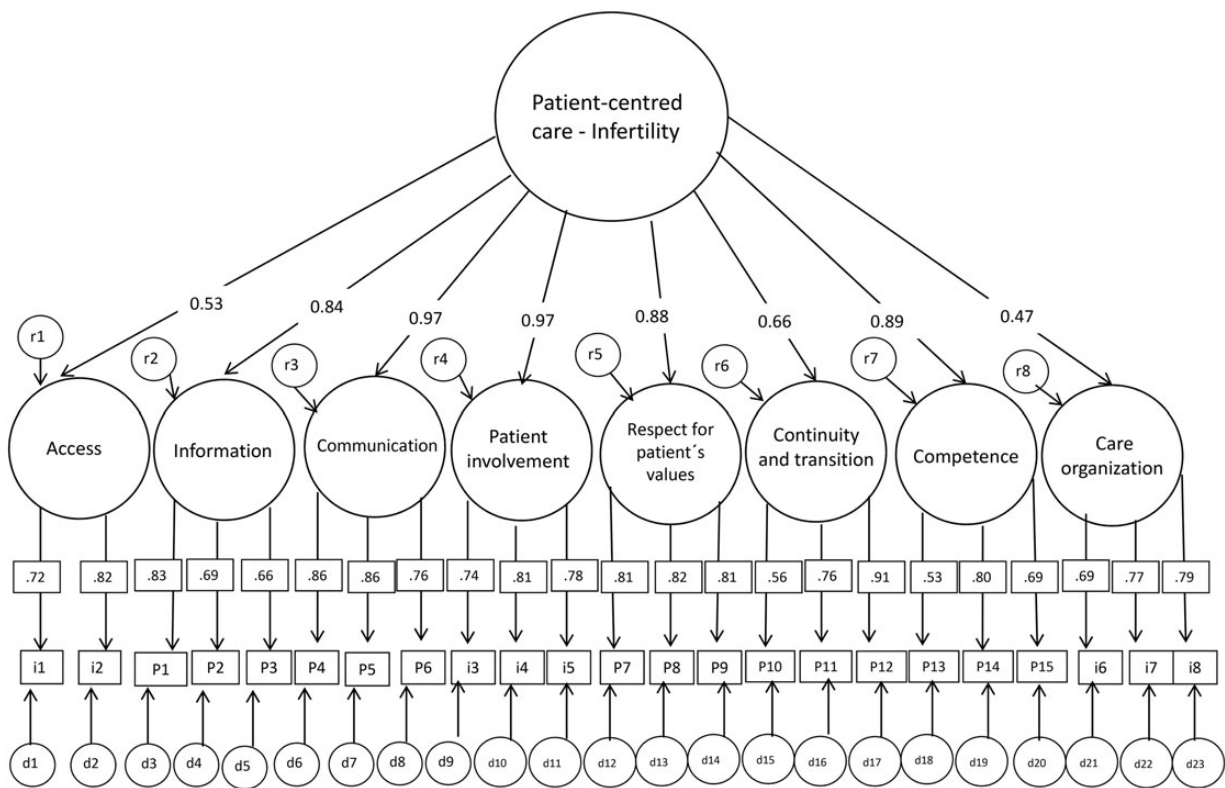 Patient-centred
care - Infertility
0.53
0.84
0.97
0.97
0.88
0.66
0.89
0.47
r1
r2
r3
r4
r5
r6
r7
r8
Access
Information
Communication
Patient
involvement
Respect for
patient´s
values
Continuity
and transition
Competence
Care
organization
.72 .82 .83 .69 .66 .86 .86 .76 .74 .81 .78 .81 .82 .81 .56 .76 .91 .53 .80 .69 .69 .77 .79
i1 i2 P1 P2 P3 P4 P5 P6 i3 i4 i5 P7 P8 P9 P10 P11 P12 P13 P14 P15 i6 i7 i8
d1 d2 d3 d4 d5 d6 d7 d8 d9 d10 d11 d12 d13 d14 d15 d16 d17 d18 d19 d20 d21 d22 d23